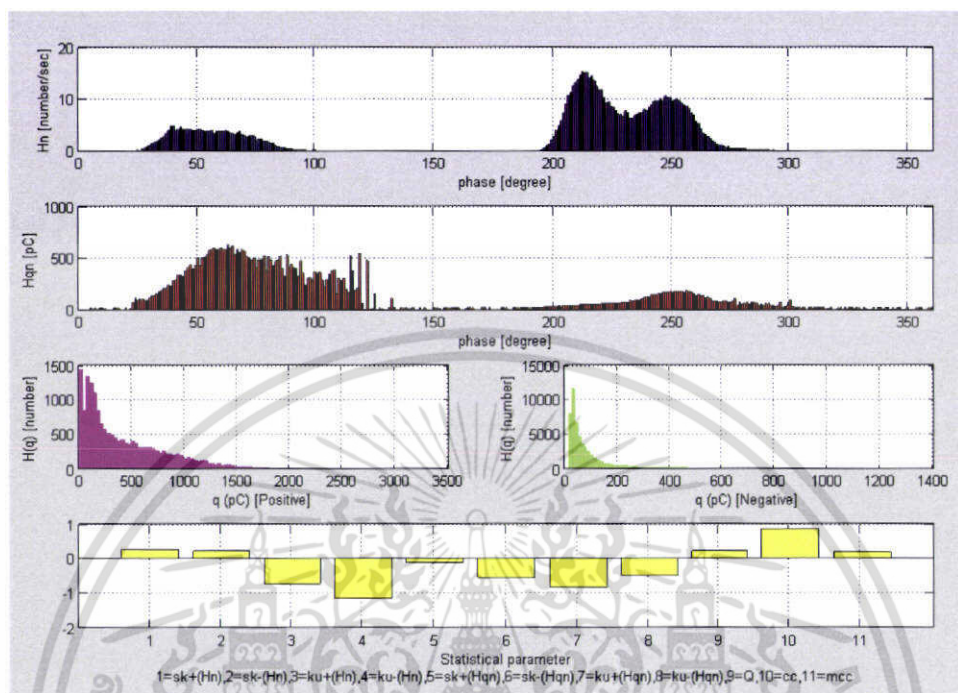 Hn [number/sec]
20
10
0
0 50 100 150 200 250 300 350
phase [degree]
Hqn [pC]
1000
500
0
0 50 100 150 200 250 300 350
phase [degree]
H(q) [number]
1500
1000
500
0
0 500 1000 1500 2000 2500 3000 3500
q (pC) [Positive]
H(q) [number]
15000
10000
5000
0
0 200 400 600 800 1000 1200 1400
q (pC) [Negative]
1
0
-1
-2
1 2 3 4 5 6 7 8 9 10 11
Statistical parameter
1=sk+(Hn),2=sk-(Hn),3=ku+(Hn),4=ku-(Hn),5=sk+(Hqn),6=sk-(Hqn),7=ku+(Hqn),8=ku-(Hqn),9=Q,10=cc,11=mcc